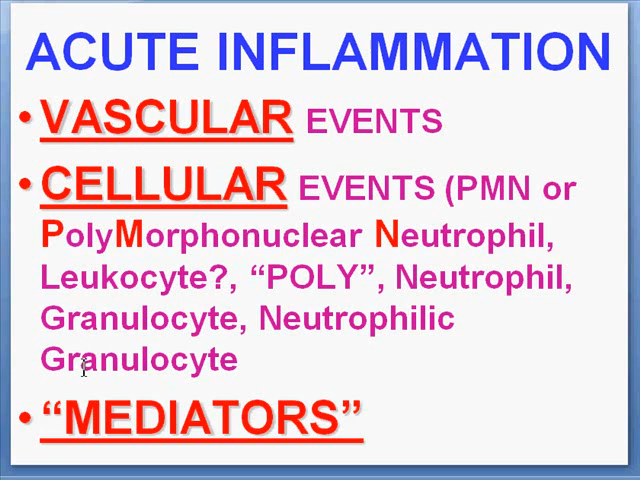 ACUTE INFLAMMATION
• VASCULAR EVENTS
• CELLULAR EVENTS (PMN or
PolyMorphonuclear Neutrophil,
Leukocyte?, “POLY”, Neutrophil,
Granulocyte, Neutrophilic
Granulocyte
• “MEDIATORS”